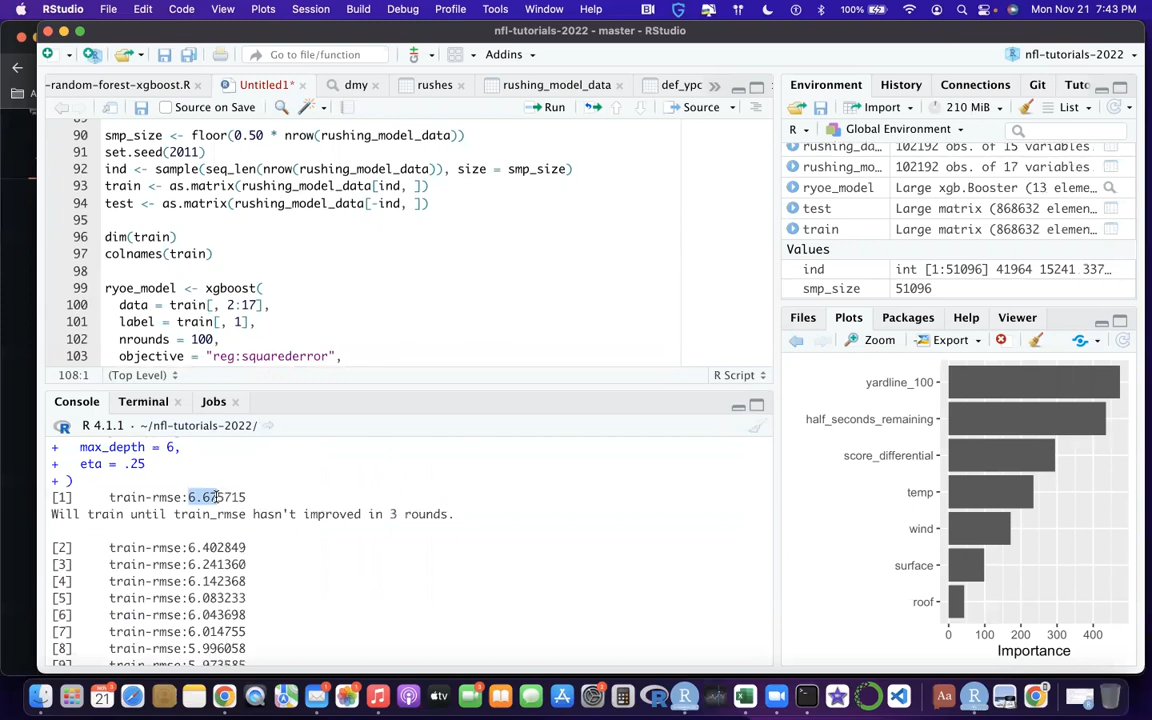 RStudio File Edit Code View Plots Session Build Debug Profile Tools Window Help 100% Mon Nov 21 7:43 PM
nfl-tutorials-2022 - master - RStudio
Go to file/function Addins nfl-tutorials-2022
-random-forest-xgboost.R Untitled1* dmy rushes rushing_model_data def_ypc
Source on Save Run Source
89
90 smp_size <- floor(0.50 * nrow(rushing_model_data))
91 set.seed(2011)
92 ind <- sample(seq_len(nrow(rushing_model_data)), size = smp_size)
93 train <- as.matrix(rushing_model_data[ind, ])
94 test <- as.matrix(rushing_model_data[-ind, ])
95
96 dim(train)
97 colnames(train)
98
99 ryoe_model <- xgboost(
100 data = train[, 2:17],
101 label = train[, 1],
102 nrounds = 100,
103 objective = "reg:squarederror",
108:1 (Top Level) R Script
Console Terminal Jobs
R 4.1.1 · ~/nfl-tutorials-2022/
+ max_depth = 6,
+ eta = .25
+ )
[1] train-rmse:6.675715
Will train until train_rmse hasn't improved in 3 rounds.
[2] train-rmse:6.402849
[3] train-rmse:6.241360
[4] train-rmse:6.142368
[5] train-rmse:6.083233
[6] train-rmse:6.043698
[7] train-rmse:6.014755
[8] train-rmse:5.996058
[9] train-rmse:5.973585
Environment History Connections Git Tuto
Import 210 MiB List
R Global Environment
rushing_da… 102192 obs. of 15 variables
rushing_mo… 102192 obs. of 17 variables
ryoe_model Large xgb.Booster (13 eleme…
test Large matrix (868632 elemen…
train Large matrix (868632 elemen…
Values
ind int [1:51096] 41964 15241 337…
smp_size 51096
Files Plots Packages Help Viewer
Zoom Export
yardline_100
half_seconds_remaining
score_differential
temp
wind
surface
roof
0 100 200 300 400
Importance
21
Aa